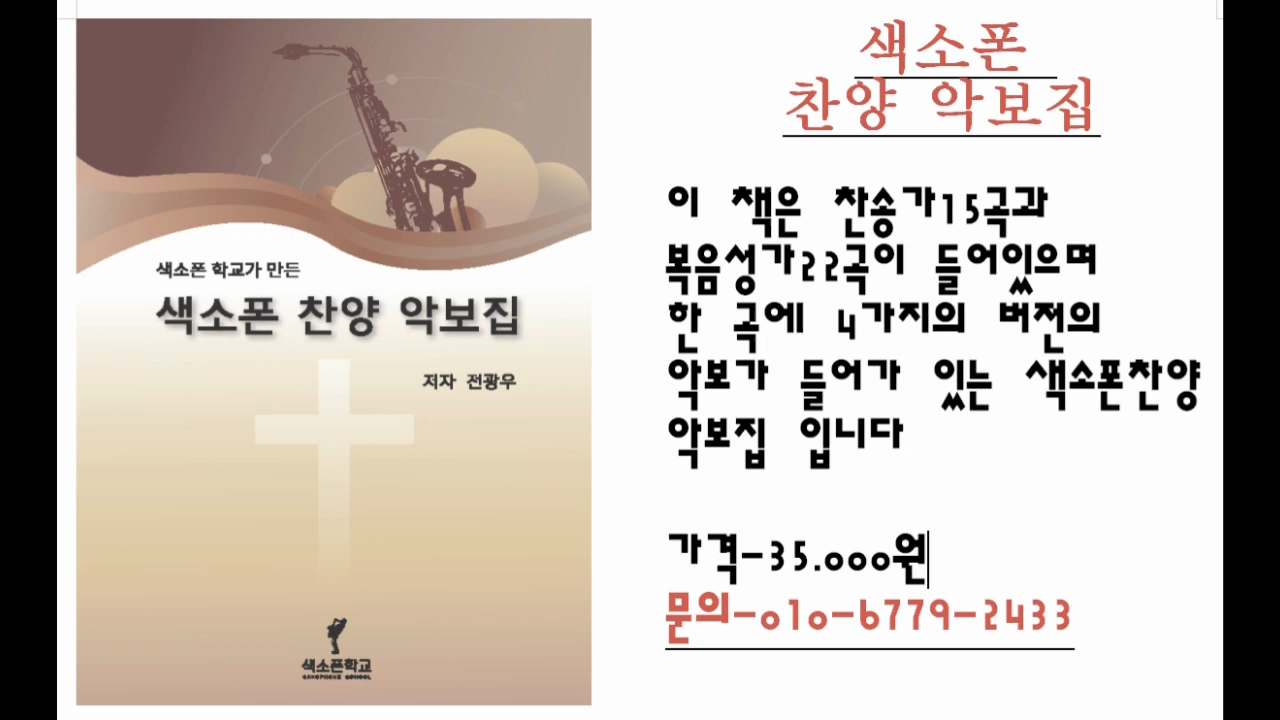 색소폰 학교가 만든
색소폰 찬양 악보집
저자 전광우
색소폰학교
SAXOPHONE SCHOOL
색소폰
찬양 악보집
이 책은 찬송가15곡과
복음성가22곡이 들어있으며
한 곡에 4가지의 버전의
악보가 들어가 있는 색소폰찬양
악보집 입니다
가격-35.000원
문의-010-6779-2433